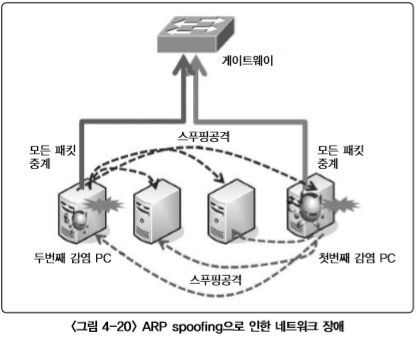 게이트웨이
모든 패킷
중계
스푸핑공격
모든 패킷
중계
두번째 감염 PC
첫번째 감염 PC
스푸핑공격
<그림 4-20> ARP spoofing으로 인한 네트워크 장애